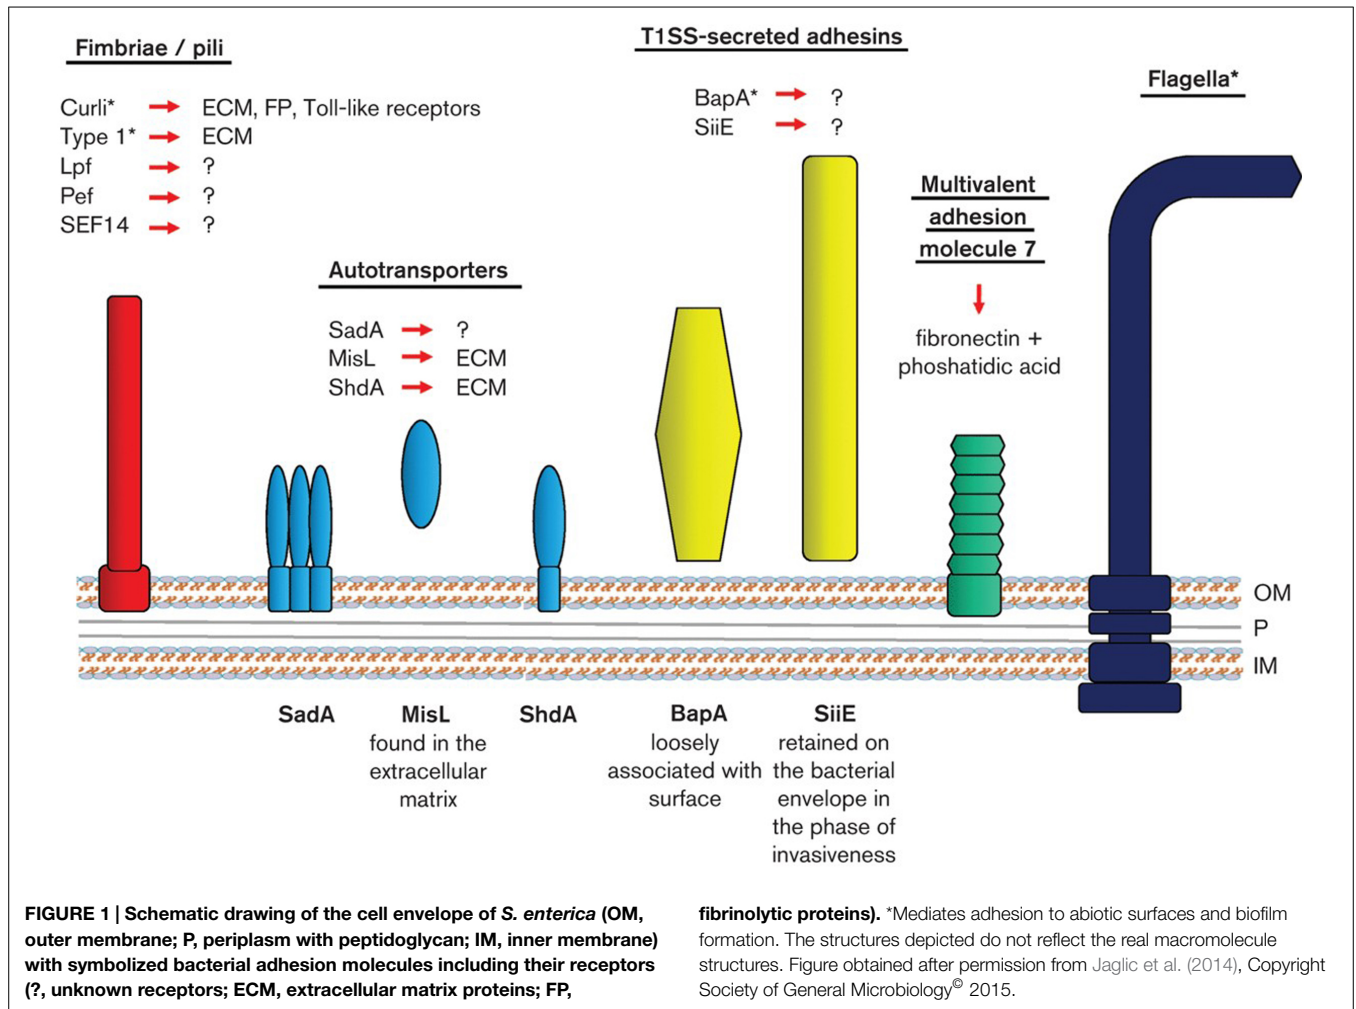 Fimbriae / pili
Curli* → ECM, FP, Toll-like receptors
Type 1* → ECM
Lpf → ?
Pef → ?
SEF14 → ?
Autotransporters
SadA → ?
MisL → ECM
ShdA → ECM
T1SS-secreted adhesins
BapA* → ?
SiiE → ?
Multivalent
adhesion
molecule 7
fibronectin +
phoshatidic acid
Flagella*
OM
P
IM
SadA
MisL
found in the
extracellular
matrix
ShdA
BapA
loosely
associated with
surface
SiiE
retained on
the bacterial
envelope in
the phase of
invasiveness
FIGURE 1 | Schematic drawing of the cell envelope of S. enterica (OM,
outer membrane; P, periplasm with peptidoglycan; IM, inner membrane)
with symbolized bacterial adhesion molecules including their receptors
(?, unknown receptors; ECM, extracellular matrix proteins; FP,
fibrinolytic proteins). *Mediates adhesion to abiotic surfaces and biofilm
formation. The structures depicted do not reflect the real macromolecule
structures. Figure obtained after permission from Jaglic et al. (2014), Copyright
Society of General Microbiology© 2015.